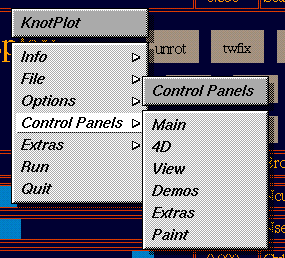 KnotPlot
unrot
twfix
Info
File
Options
Control Panels
Extras
Run
Quit
Control Panels
Main
4D
View
Demos
Extras
Paint